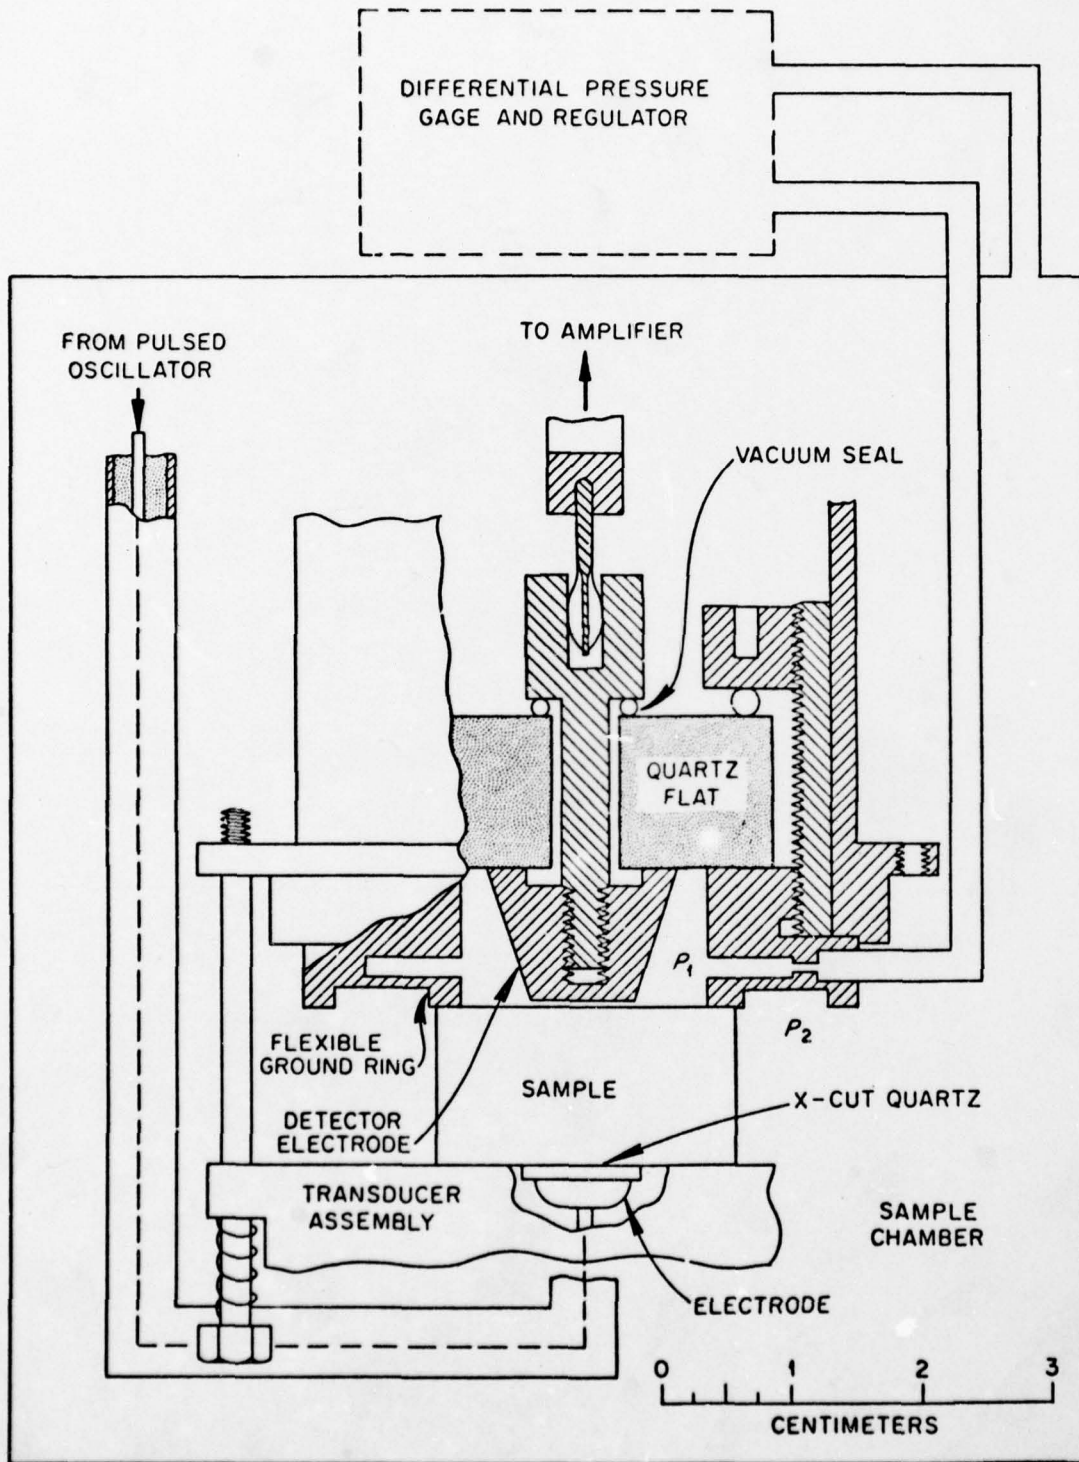 DIFFERENTIAL PRESSURE
GAGE AND REGULATOR
FROM PULSED
OSCILLATOR
TO AMPLIFIER
VACUUM SEAL
QUARTZ
FLAT
P1
P2
FLEXIBLE
GROUND RING
SAMPLE
X-CUT QUARTZ
DETECTOR
ELECTRODE
TRANSDUCER
ASSEMBLY
SAMPLE
CHAMBER
ELECTRODE
0 1 2 3
CENTIMETERS